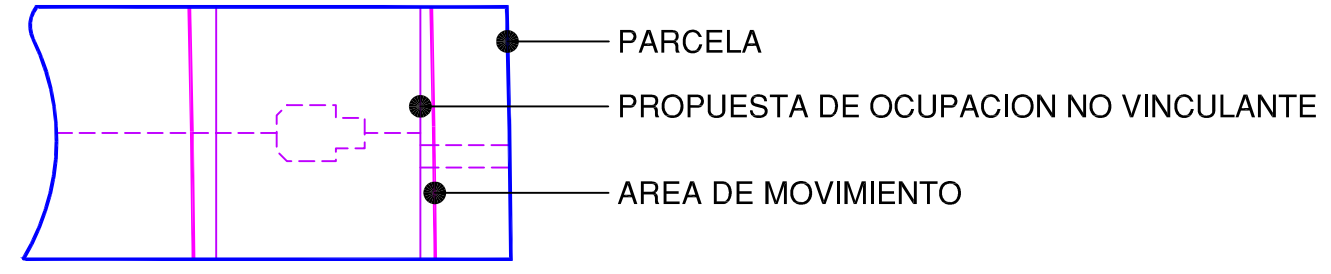 PARCELA
PROPUESTA DE OCUPACION NO VINCULANTE
AREA DE MOVIMIENTO